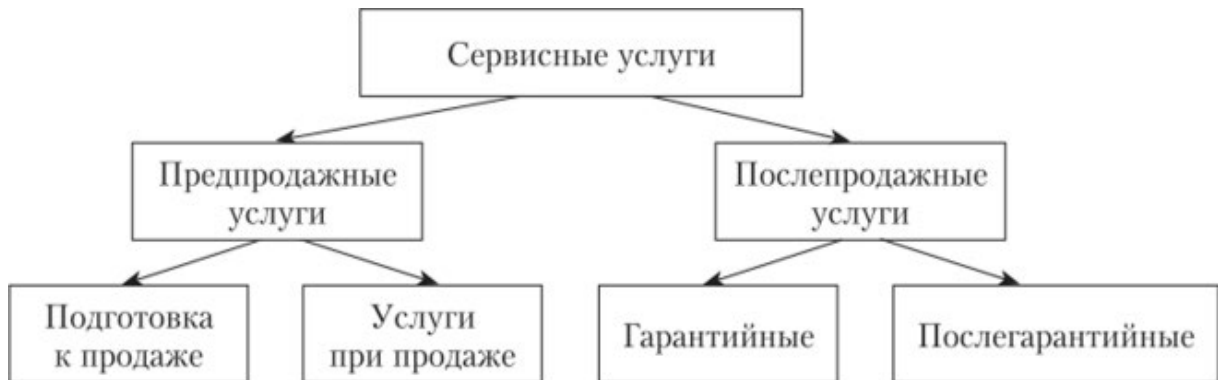 Сервисные услуги
Предпродажные
услуги
Послепродажные
услуги
Подготовка
к продаже
Услуги
при продаже
Гарантийные
Послегарантийные